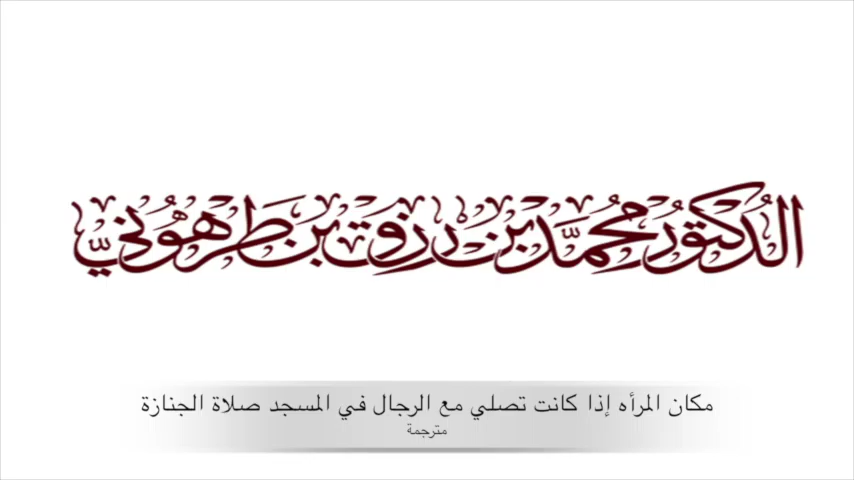 الدكتور محمد بن رزق بن طرهوني
مكان المرأه إذا كانت تصلي مع الرجال في المسجد صلاة الجنازة
مترجمة